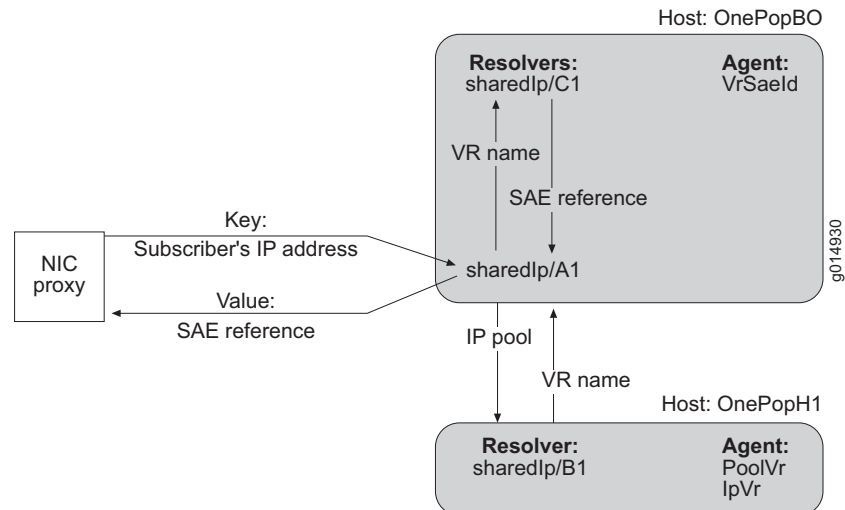 Host: OnePopBO
Resolvers:
sharedIp/C1
Agent:
VrSaeId
VR name
SAE reference
Key:
Subscriber's IP address
NIC
proxy
sharedIp/A1
Value:
SAE reference
g014930
IP pool
VR name
Host: OnePopH1
Resolver:
sharedIp/B1
Agent:
PoolVr
IpVr